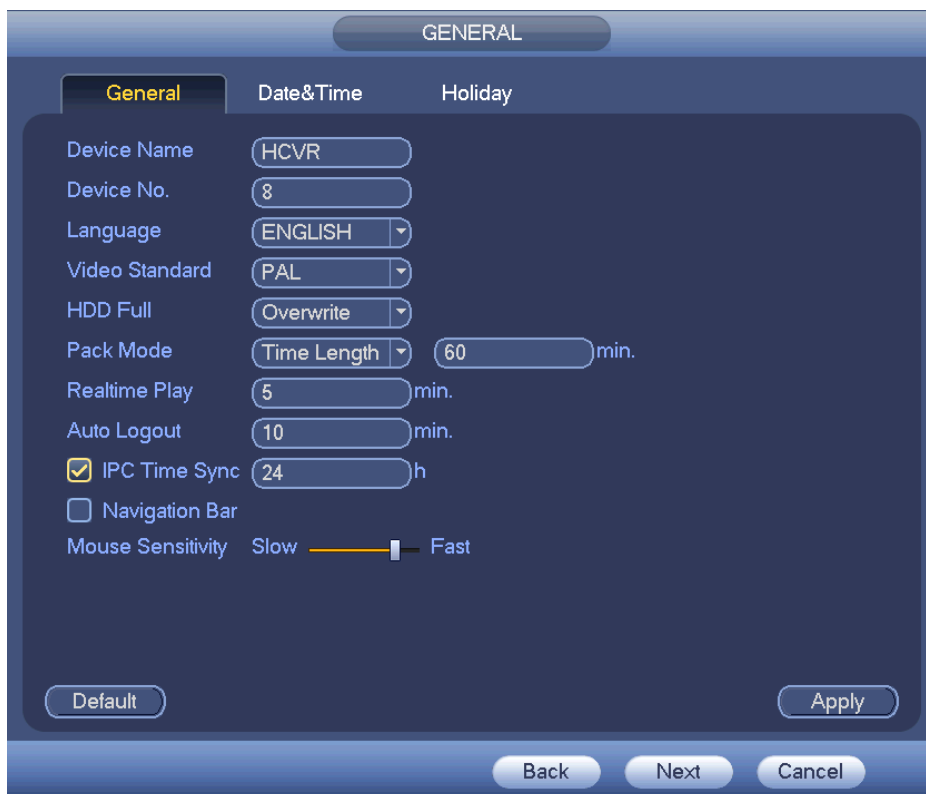 GENERAL
General Date&Time Holiday
Device Name HCVR
Device No. 8
Language ENGLISH
Video Standard PAL
HDD Full Overwrite
Pack Mode Time Length 60 min.
Realtime Play 5 min.
Auto Logout 10 min.
IPC Time Sync 24 h
Navigation Bar
Mouse Sensitivity Slow Fast
Default Apply
Back Next Cancel